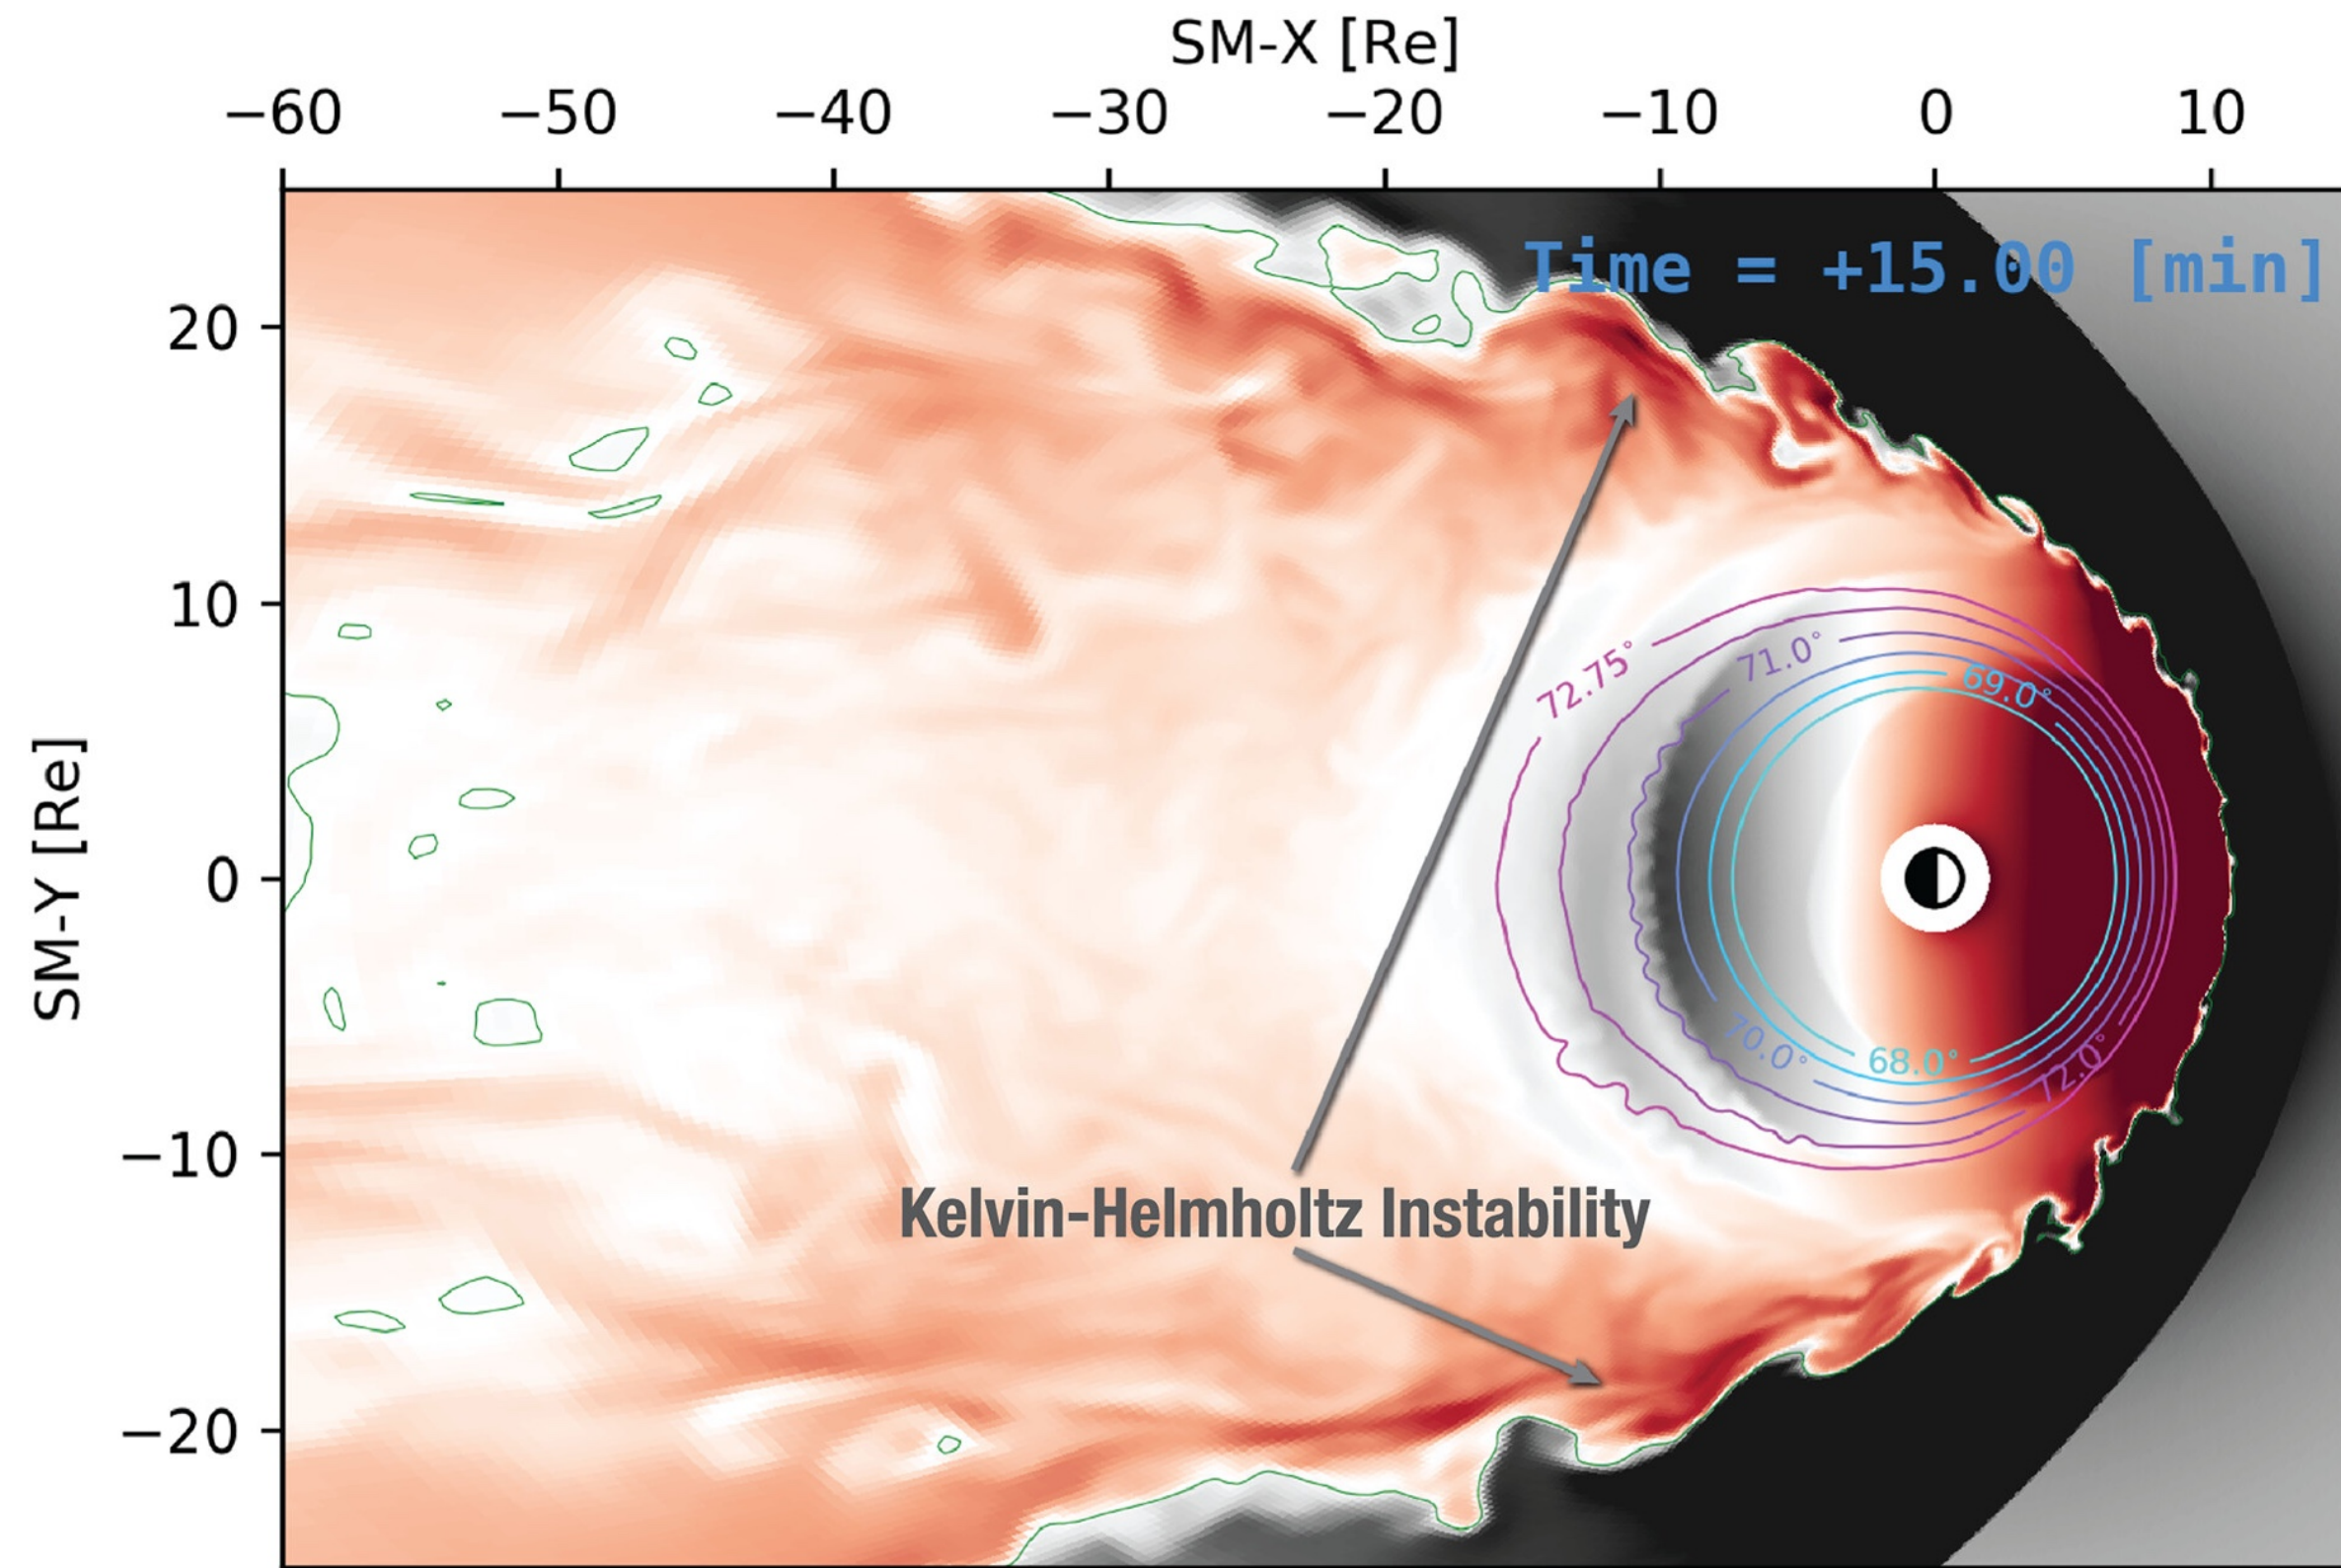 SM-X [Re]
−60 −50 −40 −30 −20 −10 0 10
Time = +15.00 [min]
20
10
0
−10
−20
SM-Y [Re]
72.75°
71.0°
69.0°
70.0°
68.0°
72.0°
Kelvin-Helmholtz Instability